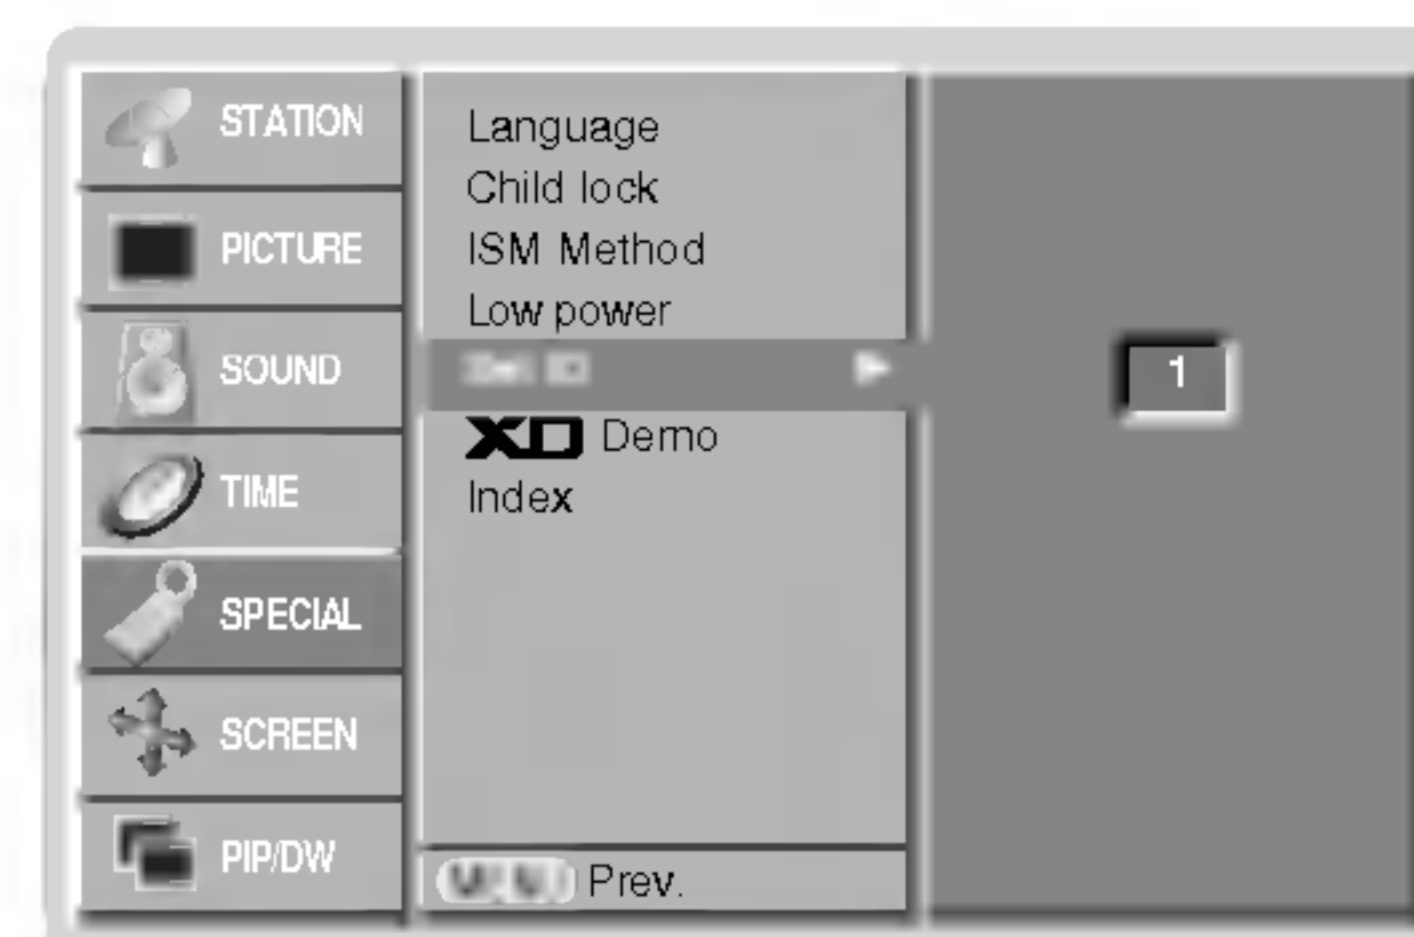 STATION
PICTURE
SOUND
TIME
SPECIAL
SCREEN
PIP/DW
Language
Child lock
ISM Method
Low power
XD Demo
Index
Prev.
1